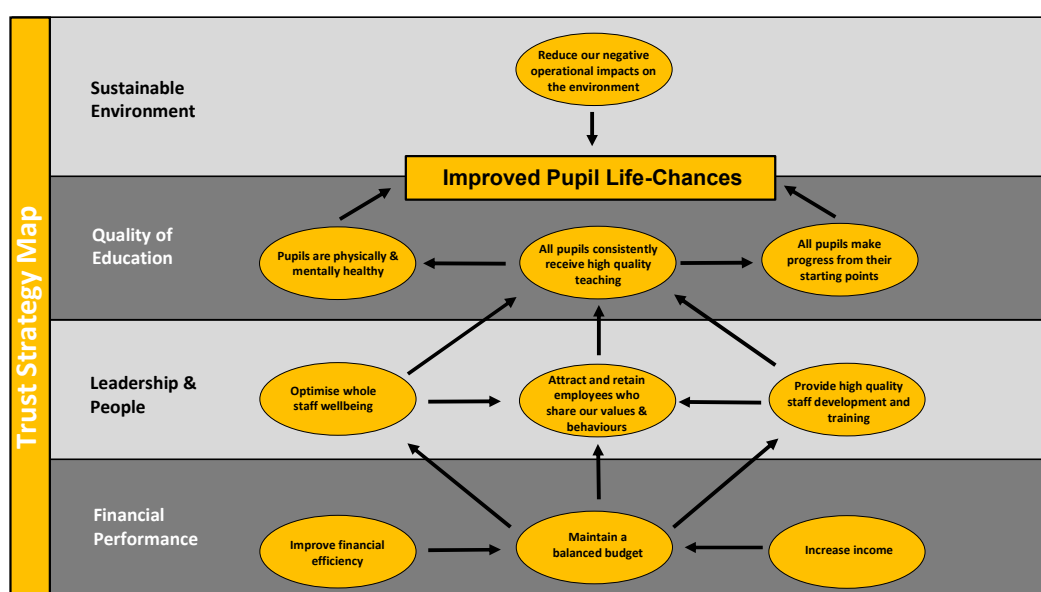 Trust Strategy Map
Sustainable
Environment
Reduce our negative
operational impacts on
the environment
Improved Pupil Life-Chances
Quality of
Education
Pupils are physically &
mentally healthy
All pupils consistently
receive high quality
teaching
All pupils make
progress from their
starting points
Leadership &
People
Optimise whole
staff wellbeing
Attract and retain
employees who
share our values &
behaviours
Provide high quality
staff development and
training
Financial
Performance
Improve financial
efficiency
Maintain a
balanced budget
Increase income